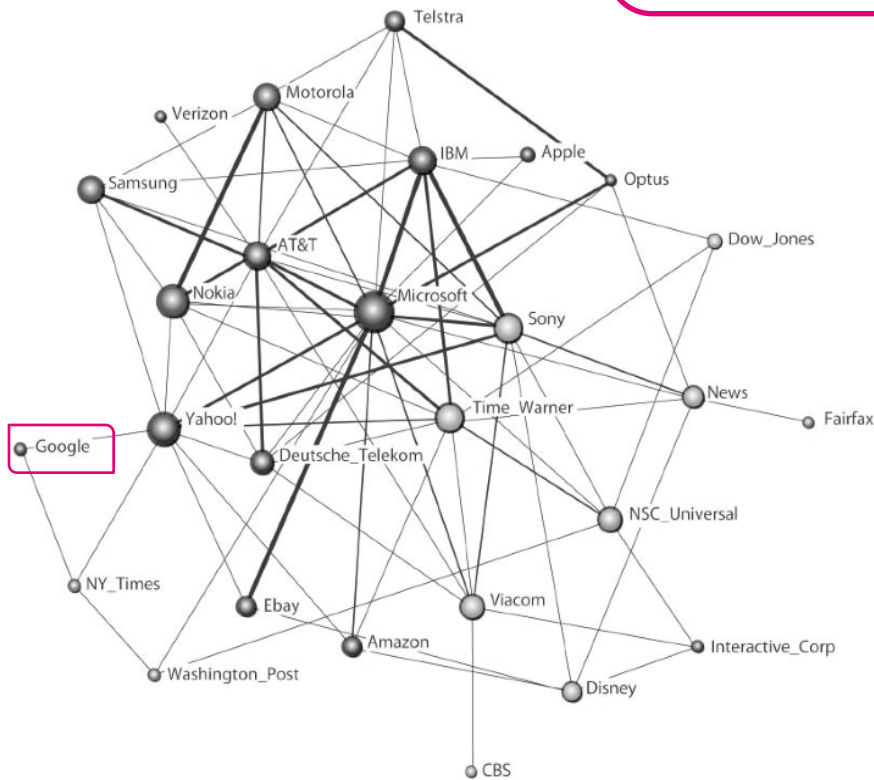 Telstra
Motorola
Verizon
IBM
Apple
Samsung
Optus
AT&T
Dow_Jones
Nokia
Microsoft
Sony
News
Yahoo!
Time_Warner
Fairfax
Google
Deutsche_Telekom
NSC_Universal
NY_Times
Ebay
Viacom
Amazon
Interactive_Corp
Washington_Post
Disney
CBS